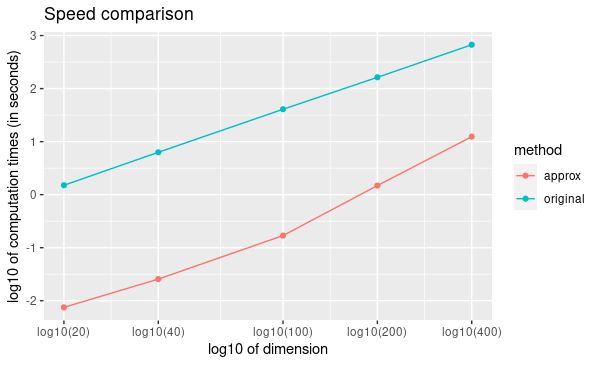 Speed comparison
log10 of computation times (in seconds)
3
2
1
0
-1
-2
log10(20)
log10(40)
log10(100)
log10(200)
log10(400)
log10 of dimension
method
approx
original